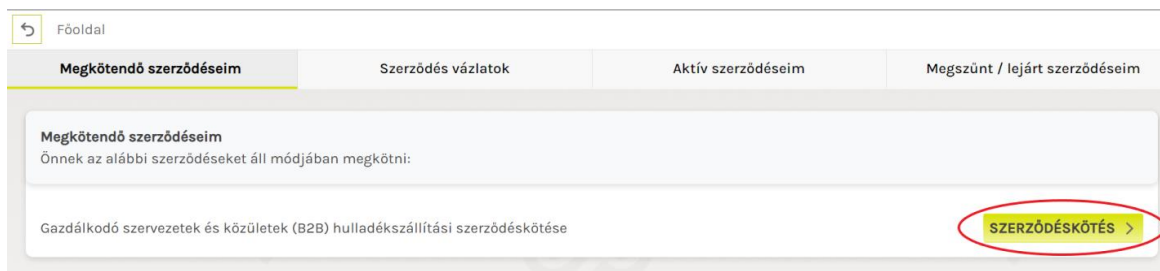 Főoldal
Megkötendő szerződéseim
Szerződés vázlatok
Aktív szerződéseim
Megszűnt / lejárt szerződéseim
Megkötendő szerződéseim
Önnek az alábbi szerződéseket áll módjában megkötni:
Gazdálkodó szervezetek és közületek (B2B) hulladékszállítási szerződéskötése
SZERZŐDÉSKÖTÉS >